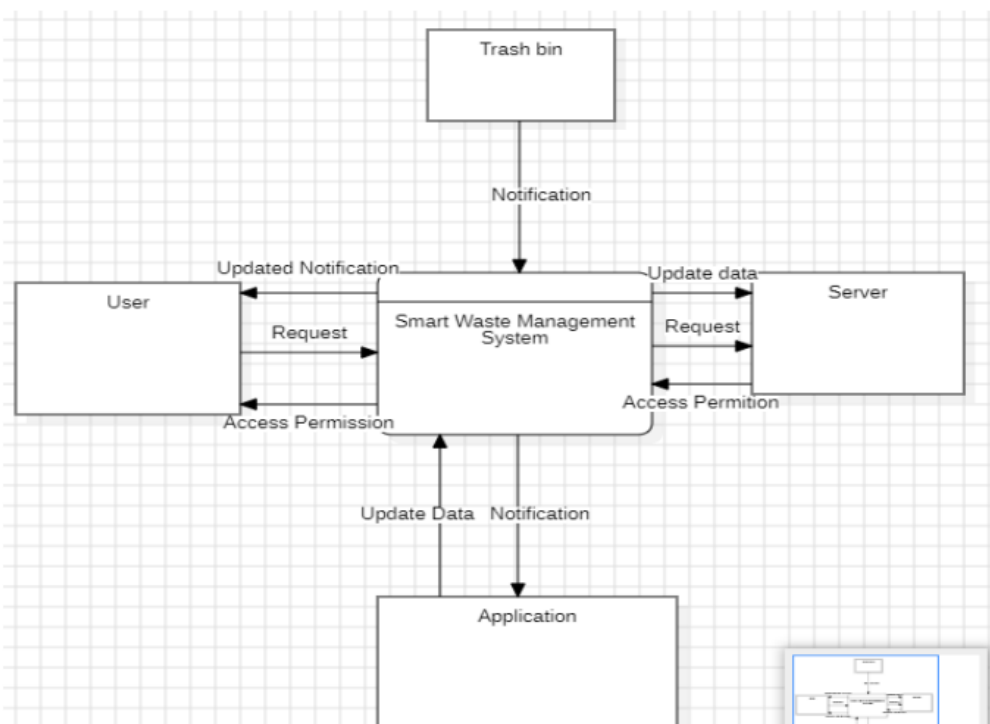 Trash bin
Notification
Updated Notification
Update data
User
Server
Smart Waste Management
System
Request
Request
Access Permission
Access Permition
Update Data
Notification
Application